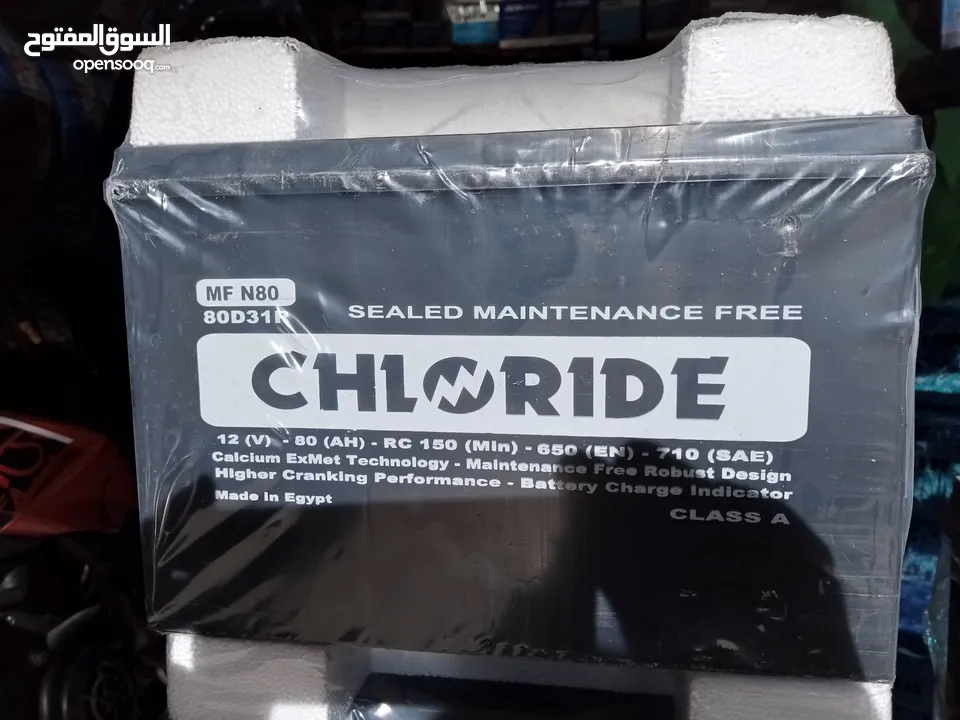 السوق المفتوح
opensooq.com
MF N80
80D31R
SEALED MAINTENANCE FREE
CHLORIDE
12 (V) - 80 (AH) - RC 150 (Min) - 650 (EN) - 710 (SAE)
Calcium ExMet Technology - Maintenance Free Robust Design
Higher Cranking Performance - Battery Charge Indicator
Made In Egypt
CLASS A